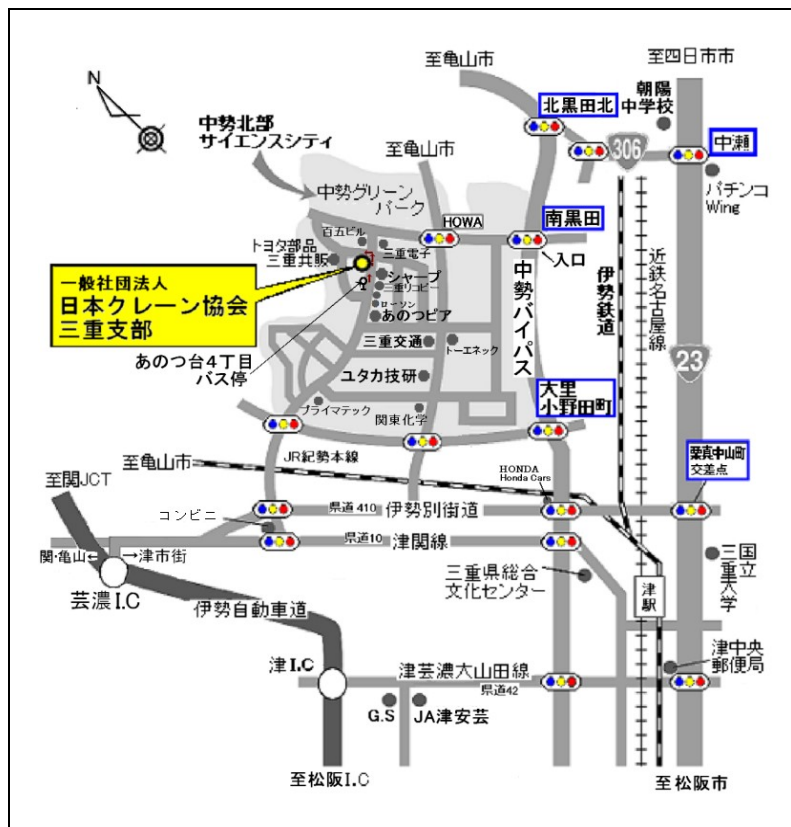 至亀山市
至四日市市
N
北黒田北
朝陽
中学校
306
中瀬
中勢北部
サイエンスシティ
至亀山市
パチンコ
Wing
中勢グリーン
パーク
HOWA
南黒田
入口
百五ビル
三重電子
トヨタ部品
三重共販
シャープ
三重リコピー
ローソン
あのつピア
一般社団法人
日本クレーン協会
三重支部
中勢バイパス
伊勢鉄道
近鉄名古屋線
23
あのつ台4丁目
バス停
三重交通
トーエネック
ユタカ技研
プライマテック
関東化学
大里
小野田町
JR紀勢本線
至亀山市
HONDA
Honda Cars
栗真中山町
交差点
至関JCT
県道 410
伊勢別街道
コンビニ
県道10
津関線
関・亀山←
→津市街
芸濃I.C
伊勢自動車道
三重県総合
文化センター
津駅
三重大学
国立
津中央
郵便局
津I.C
津芸濃大山田線
県道42
G.S
JA津安芸
至松阪I.C
至松阪市